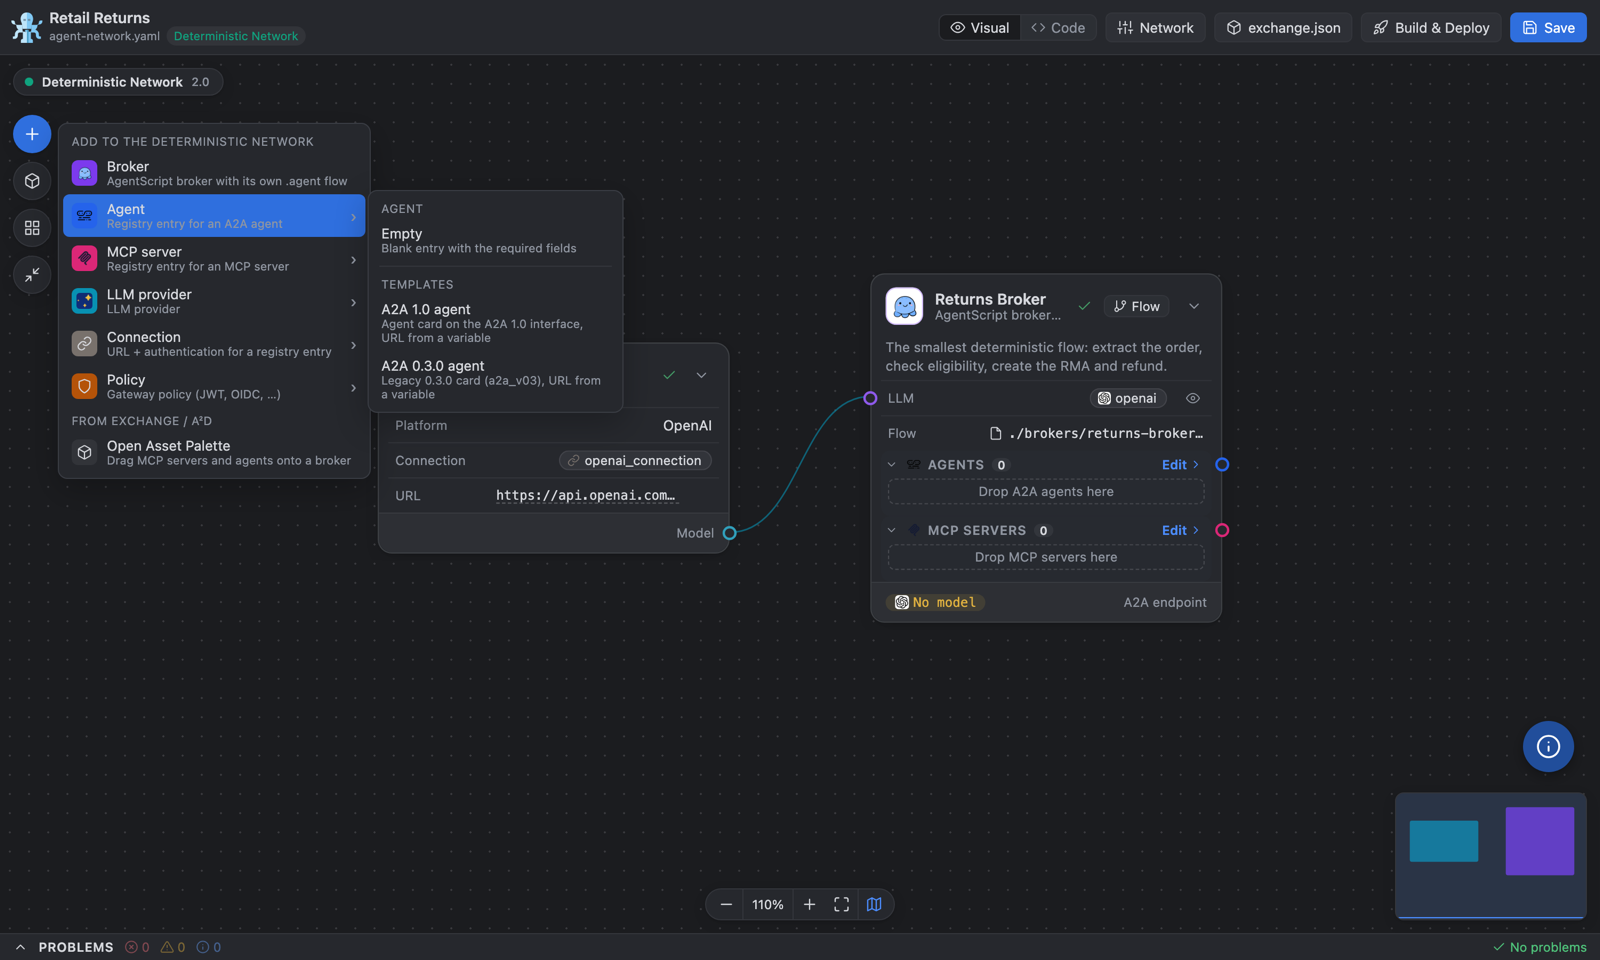 Retail Returns
agent-network.yaml
Deterministic Network
Visual
Code
Network
exchange.json
Build & Deploy
Save
Deterministic Network 2.0
ADD TO THE DETERMINISTIC NETWORK
Broker
AgentScript broker with its own .agent flow
Agent
Registry entry for an A2A agent
MCP server
Registry entry for an MCP server
LLM provider
LLM provider
Connection
URL + authentication for a registry entry
Policy
Gateway policy (JWT, OIDC, ...)
FROM EXCHANGE / A²D
Open Asset Palette
Drag MCP servers and agents onto a broker
AGENT
Empty
Blank entry with the required fields
TEMPLATES
A2A 1.0 agent
Agent card on the A2A 1.0 interface,
URL from a variable
A2A 0.3.0 agent
Legacy 0.3.0 card (a2a_v03), URL from
a variable
Platform OpenAI
Connection openai_connection
URL https://api.openai.com…
Model
Returns Broker
AgentScript broker…
Flow
The smallest deterministic flow: extract the order,
check eligibility, create the RMA and refund.
LLM openai
Flow ./brokers/returns-broker…
AGENTS 0 Edit
Drop A2A agents here
MCP SERVERS 0 Edit
Drop MCP servers here
No model A2A endpoint
110%
PROBLEMS 0 0 0
No problems